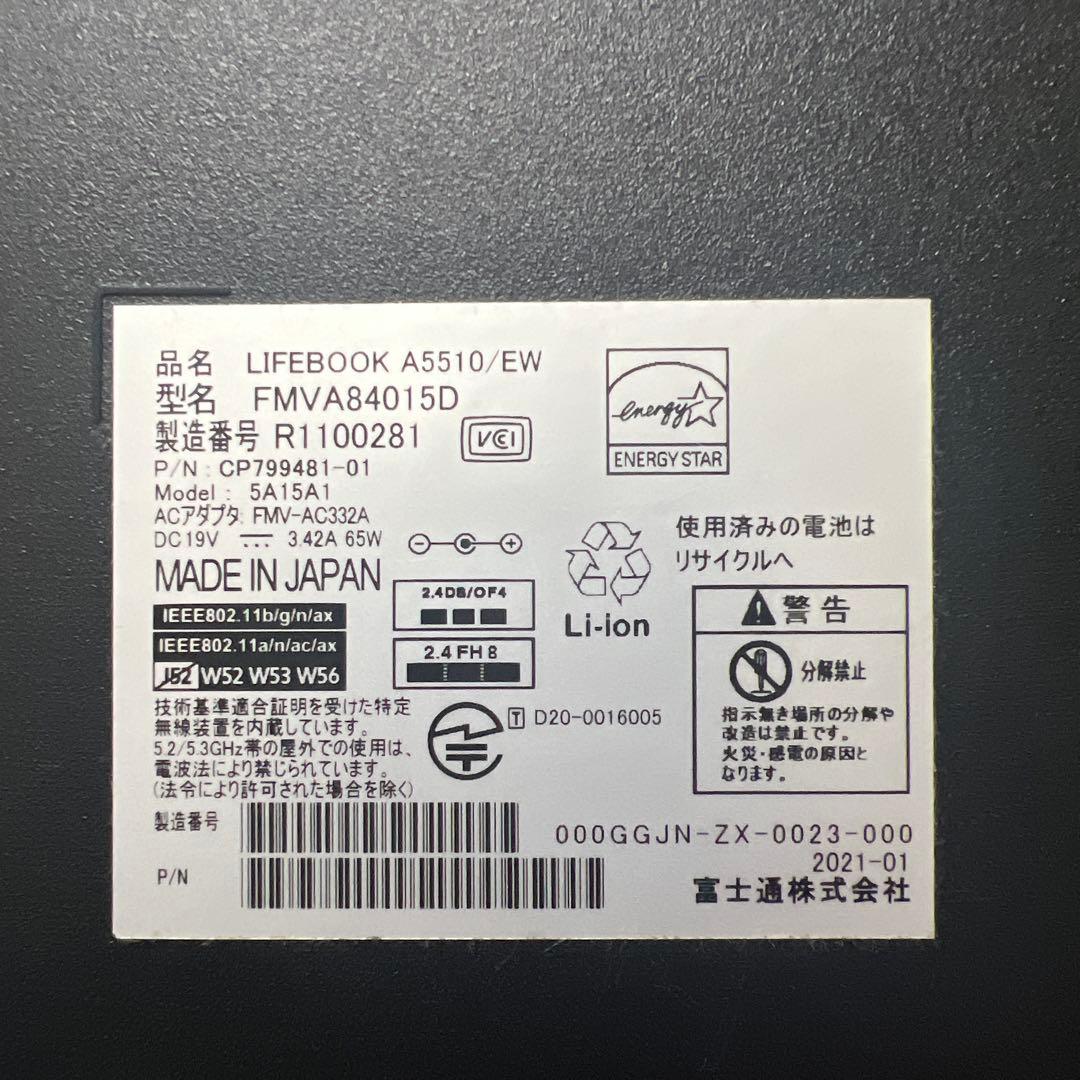 品名 LIFEBOOK A5510/EW
型名 FMVA84015D
製造番号 R1100281
VCI
P/N : CP799481-01
Model : 5A15A1
ACアダプタ: FMV-AC332A
DC19V 3.42A 65W
MADE IN JAPAN
energy
ENERGY STAR
使用済みの電池は
リサイクルへ
Li-ion
2.4DS/OF4
2.4FH8
IEEE802.11b/g/n/ax
IEEE802.11a/n/ac/ax
J52 W52 W53 W56
警告
分解禁止
指示無き場所の分解や
改造は禁止です。
火災・感電の原因と
なります。
技術基準適合証明を受けた特定
無線装置を内蔵しています。
5.2/5.3GHz帯の屋外での使用は、
電波法により禁じられています。
(法令により許可された場合を除く)
T D20-0016005
製造番号
P/N
000GGJN-ZX-0023-000
2021-01
富士通株式会社